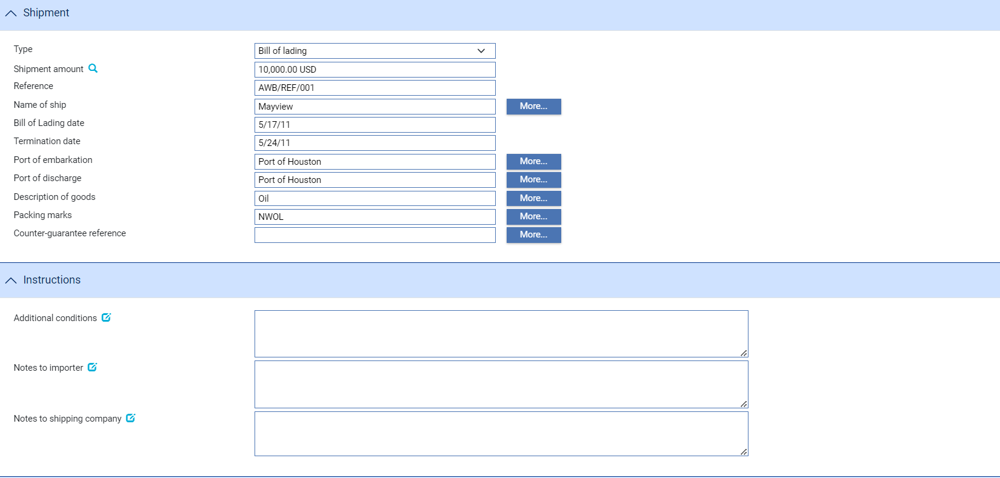 Shipment
Type Bill of lading
Shipment amount 10,000.00 USD
Reference AWB/REF/001
Name of ship Mayview More...
Bill of Lading date 5/17/11
Termination date 5/24/11
Port of embarkation Port of Houston More...
Port of discharge Port of Houston More...
Description of goods Oil More...
Packing marks NWOL More...
Counter-guarantee reference More...
Instructions
Additional conditions
Notes to importer
Notes to shipping company